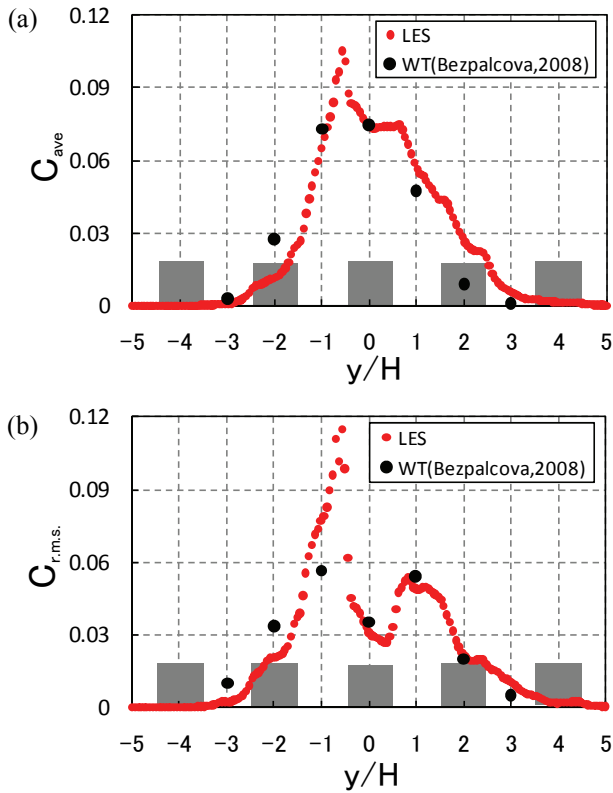 (a)
LES
WT(Bezpalcova,2008)
0.12
0.09
0.06
0.03
0
C ave
−5 −4 −3 −2 −1 0 1 2 3 4 5
y/H
(b)
LES
WT(Bezpalcova,2008)
0.12
0.09
0.06
0.03
0
C r.m.s.
−5 −4 −3 −2 −1 0 1 2 3 4 5
y/H